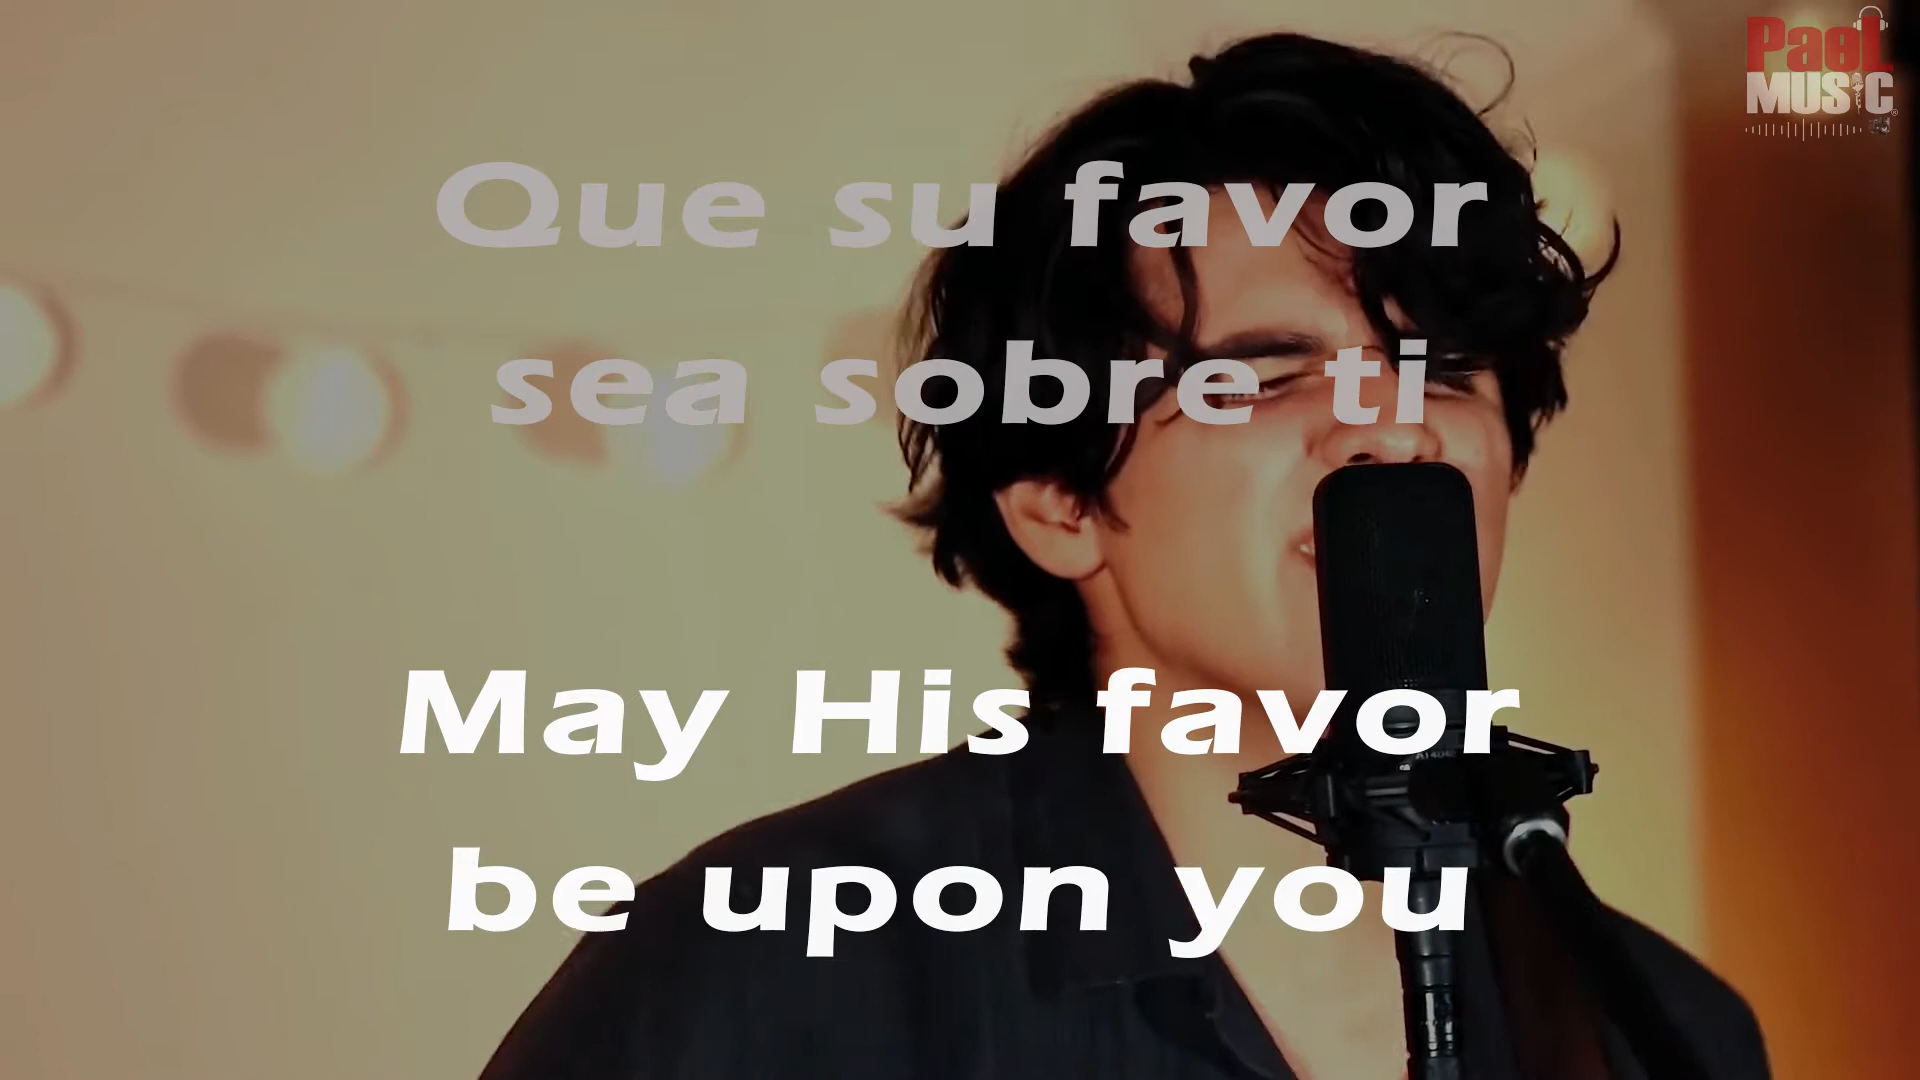 PaeL
MUSIC
Que su favor
sea sobre ti
May His favor
be upon you